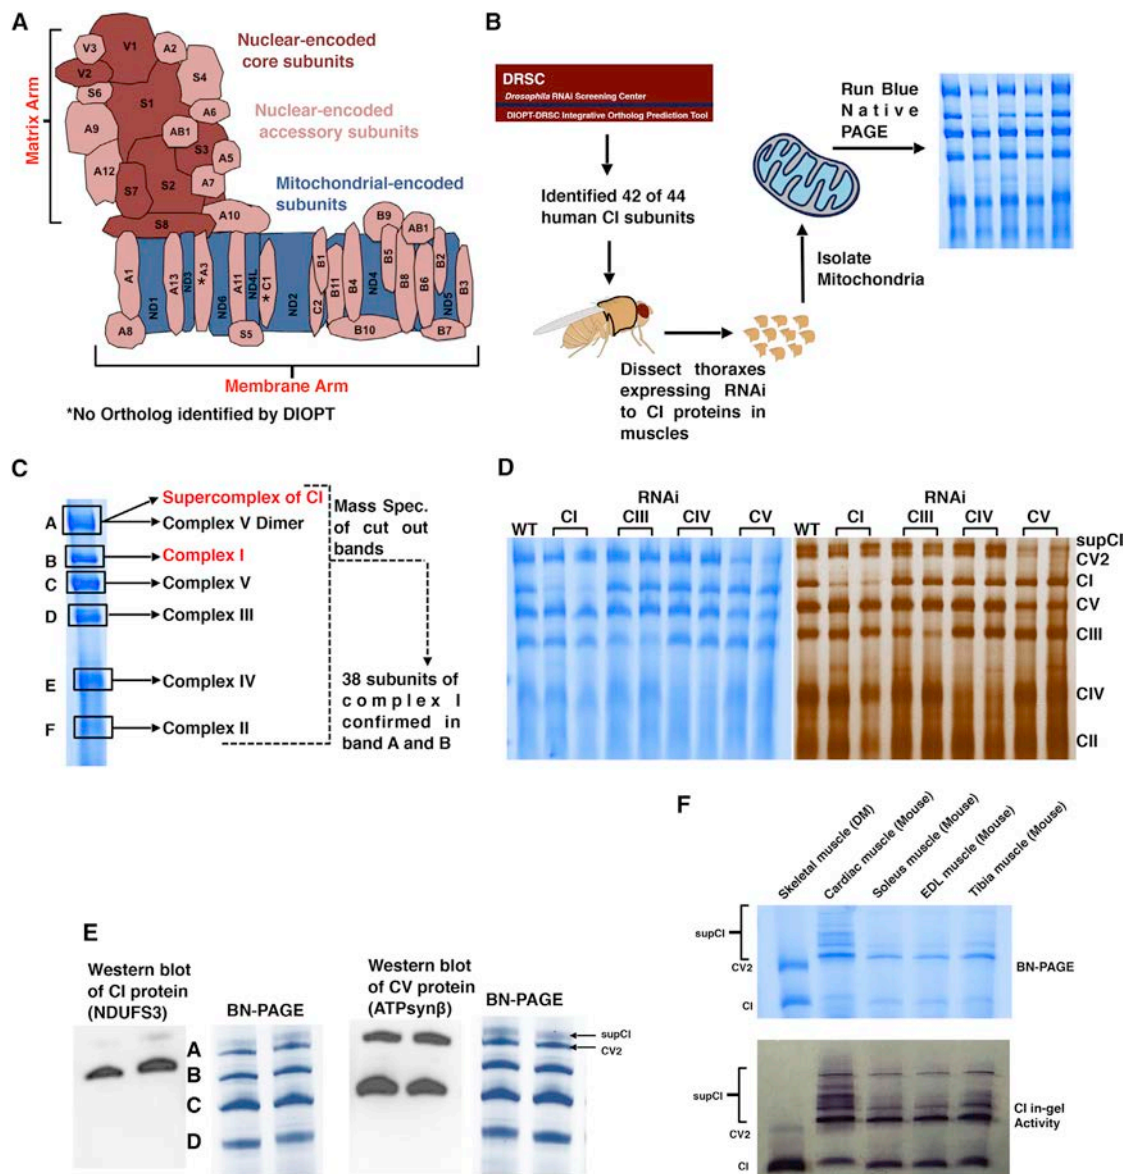 A
Matrix Arm
V3
V1
A2
V2
S4
S6
S1
A6
A9
AB1
S3
A5
A12
S2
A7
S7
S8
A10
B9
AB1
A1
ND1
A13
ND3
* A3
ND6
A11
ND4L
* C1
ND2
C2
B1
B11
B4
ND4
B5
B8
B6
B2
ND5
B3
A8
S5
B10
B7
Nuclear-encoded
core subunits
Nuclear-encoded
accessory subunits
Mitochondrial-encoded
subunits
Membrane Arm
*No Ortholog identified by DIOPT
B
DRSC
Drosophila RNAi Screening Center
DIOPT-DRSC Integrative Ortholog Prediction Tool
Identified 42 of 44
human CI subunits
Dissect thoraxes
expressing RNAi
to CI proteins in
muscles
Isolate
Mitochondria
Run Blue
Native
PAGE
C
A
B
C
D
E
F
Supercomplex of CI
Complex V Dimer
Complex I
Complex V
Complex III
Complex IV
Complex II
Mass Spec.
of cut out
bands
38 subunits of
complex I
confirmed in
band A and B
D
RNAi
WT CI CIII CIV CV
RNAi
WT CI CIII CIV CV
supCI
CV2
CI
CV
CIII
CIV
CII
E
Western blot
of CI protein
(NDUFS3)
BN-PAGE
A
B
C
D
Western blot
of CV protein
(ATPsynβ)
BN-PAGE
supCI
CV2
F
Skeletal muscle (DM)
Cardiac muscle (Mouse)
Soleus muscle (Mouse)
EDL muscle (Mouse)
Tibia muscle (Mouse)
supCI
CV2
CI
BN-PAGE
supCI
CV2
CI
CI in-gel
Activity